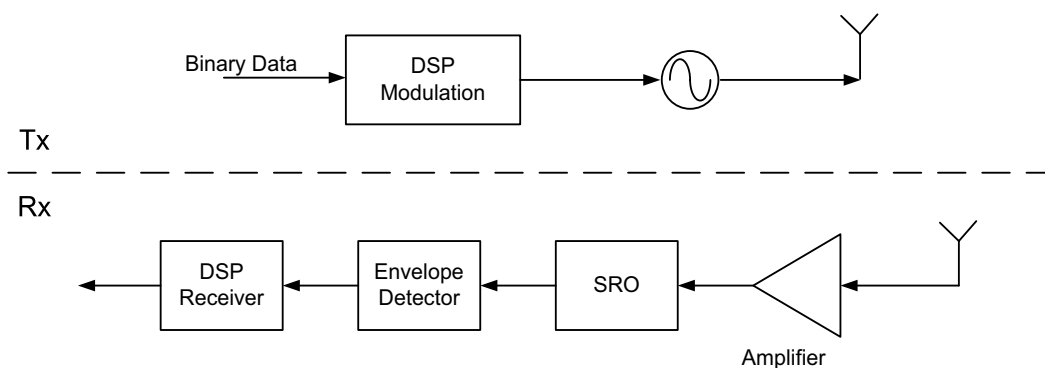 Binary Data
DSP
Modulation
Tx
Rx
DSP
Receiver
Envelope
Detector
SRO
Amplifier